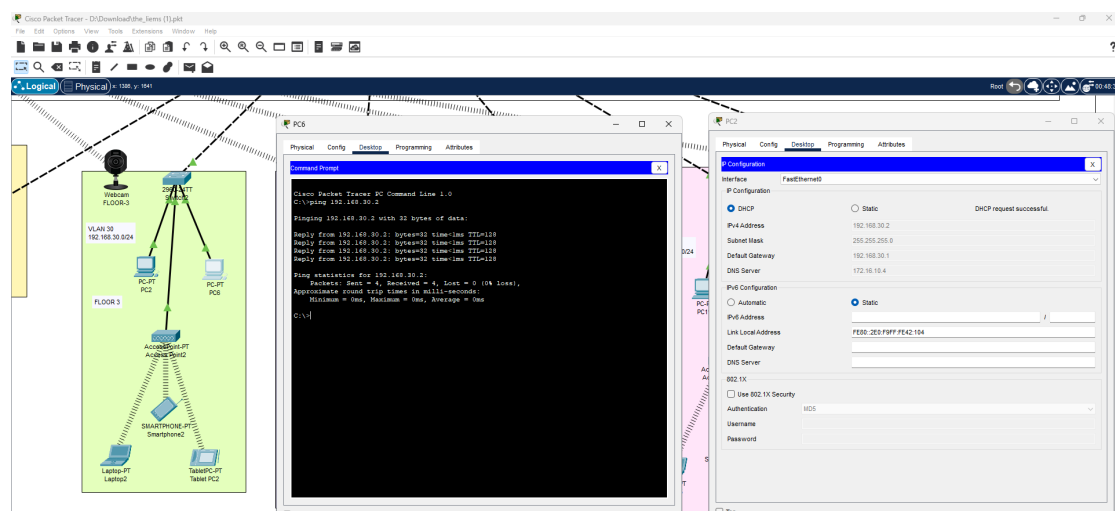 Cisco Packet Tracer - D:\Download\the_liems (1).pkt
File Edit Options View Tools Extensions Window Help
Logical Physical x: 1386, y: 1641
Root 00:48:3
PC6
Physical Config Desktop Programming Attributes
Command Prompt X
Cisco Packet Tracer PC Command Line 1.0
C:\>ping 192.168.30.2
Pinging 192.168.30.2 with 32 bytes of data:
Reply from 192.168.30.2: bytes=32 time<1ms TTL=128
Reply from 192.168.30.2: bytes=32 time<1ms TTL=128
Reply from 192.168.30.2: bytes=32 time<1ms TTL=128
Reply from 192.168.30.2: bytes=32 time<1ms TTL=128
Ping statistics for 192.168.30.2:
Packets: Sent = 4, Received = 4, Lost = 0 (0% loss),
Approximate round trip times in milli-seconds:
Minimum = 0ms, Maximum = 0ms, Average = 0ms
C:\>
PC2
Physical Config Desktop Programming Attributes
IP Configuration X
Interface FastEthernet0
IP Configuration
DHCP Static DHCP request successful.
IPv4 Address 192.168.30.2
Subnet Mask 255.255.255.0
Default Gateway 192.168.30.1
DNS Server 172.16.10.4
IPv6 Configuration
Automatic Static
IPv6 Address /
Link Local Address FE80::2E0:F9FF:FE42:104
Default Gateway
DNS Server
802.1X
Use 802.1X Security
Authentication MD5
Username
Password
Webcam
FLOOR-3
Switch2
VLAN 30
192.168.30.0/24
PC-PT
PC2
PC-PT
PC6
FLOOR 3
AccessPoint-PT
Access Point2
SMARTPHONE-PT
Smartphone2
Laptop-PT
Laptop2
TabletPC-PT
Tablet PC2
0/24
PC1